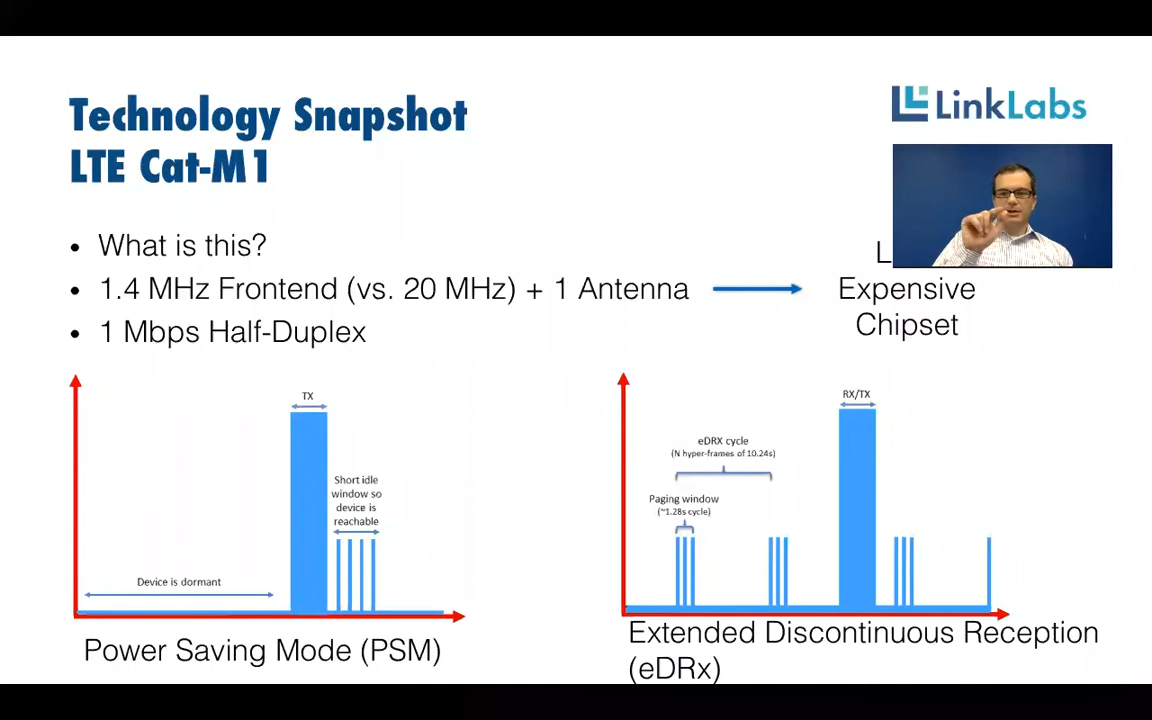 Technology Snapshot
LTE Cat-M1
LinkLabs
• What is this?
• 1.4 MHz Frontend (vs. 20 MHz) + 1 Antenna
• 1 Mbps Half-Duplex
L
Expensive
Chipset
TX
Short idle
window so
device is
reachable
Device is dormant
Power Saving Mode (PSM)
RX/TX
eDRX cycle
(N hyper-frames of 10.24s)
Paging window
(~1.28s cycle)
Extended Discontinuous Reception
(eDRx)